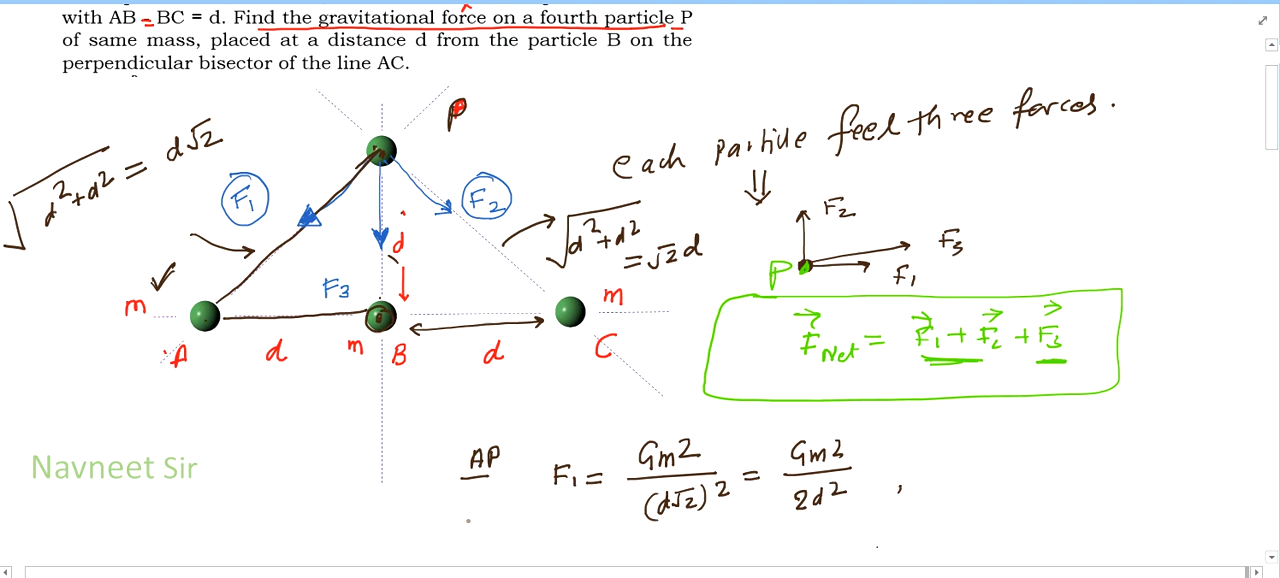 with AB = BC = d. Find the gravitational force on a fourth particle P
of same mass, placed at a distance d from the particle B on the
perpendicular bisector of the line AC.
P
each particle feel three forces.
√d²+d² = d√2
F₁
F₂
√d²+d²
=√2 d
d
F₃
m
m
A
d
m
B
d
C
⇓
F₂
F₃
P
F₁
F⃗Net = F⃗₁ + F⃗₂ + F⃗₃
Navneet Sir
AP
F₁ = Gm2/(d√2)2 = Gm2/2d2 ,